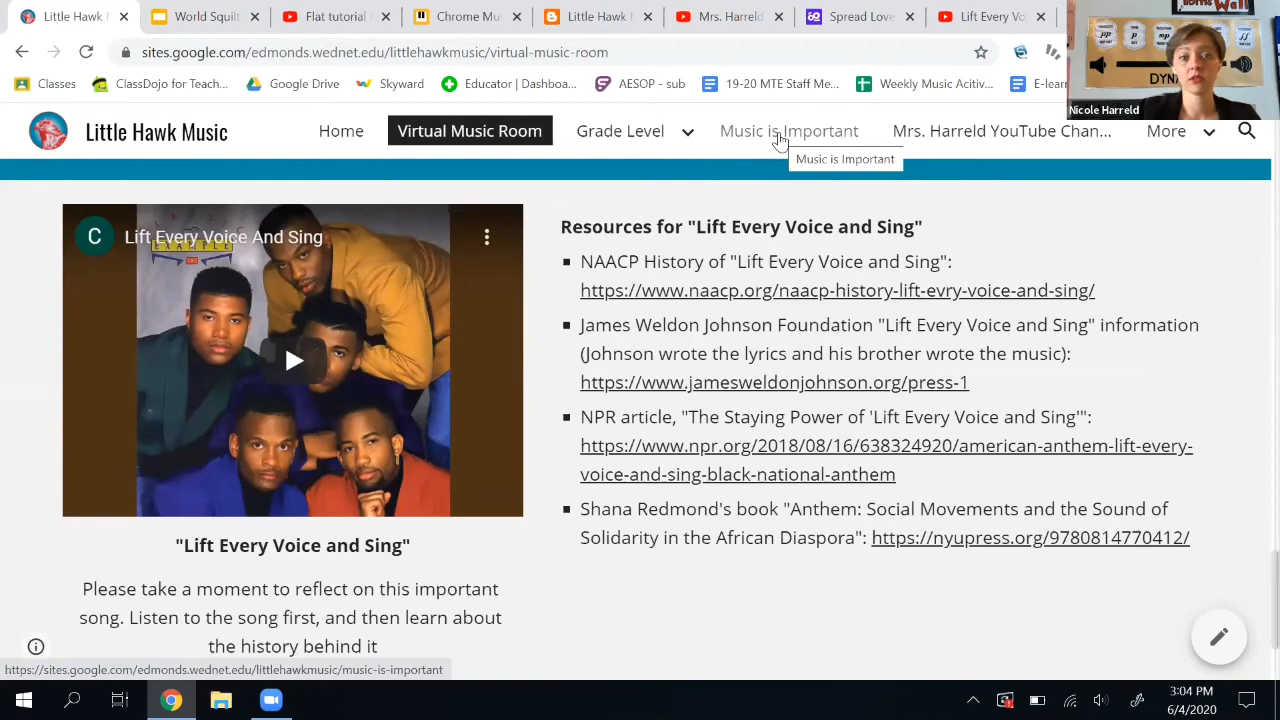 Little Hawk
World Squilt
Flat tutorial
Chrome Music
Little Hawk
Mrs. Harreld
Spread Love
Lift Every Vo
sites.google.com/edmonds.wednet.edu/littlehawkmusic/virtual-music-room
Classes
ClassDojo for Teach...
Google Drive
Skyward
Educator | Dashboa...
AESOP - sub
19-20 MTE Staff Me...
Weekly Music Acitivi...
E-learn
Wall
pp
p
mp
ff
DYNA
Nicole Harreld
Little Hawk Music
Home
Virtual Music Room
Grade Level
Music is Important
Mrs. Harreld YouTube Chan...
More
Music is Important
EXAMPLE
C
Lift Every Voice And Sing
"Lift Every Voice and Sing"
Please take a moment to reflect on this important
song. Listen to the song first, and then learn about
the history behind it
Resources for "Lift Every Voice and Sing"
NAACP History of "Lift Every Voice and Sing":
https://www.naacp.org/naacp-history-lift-evry-voice-and-sing/
James Weldon Johnson Foundation "Lift Every Voice and Sing" information
(Johnson wrote the lyrics and his brother wrote the music):
https://www.jamesweldonjohnson.org/press-1
NPR article, "The Staying Power of 'Lift Every Voice and Sing'":
https://www.npr.org/2018/08/16/638324920/american-anthem-lift-every-
voice-and-sing-black-national-anthem
Shana Redmond's book "Anthem: Social Movements and the Sound of
Solidarity in the African Diaspora": https://nyupress.org/9780814770412/
https://sites.google.com/edmonds.wednet.edu/littlehawkmusic/music-is-important
3:04 PM
6/4/2020